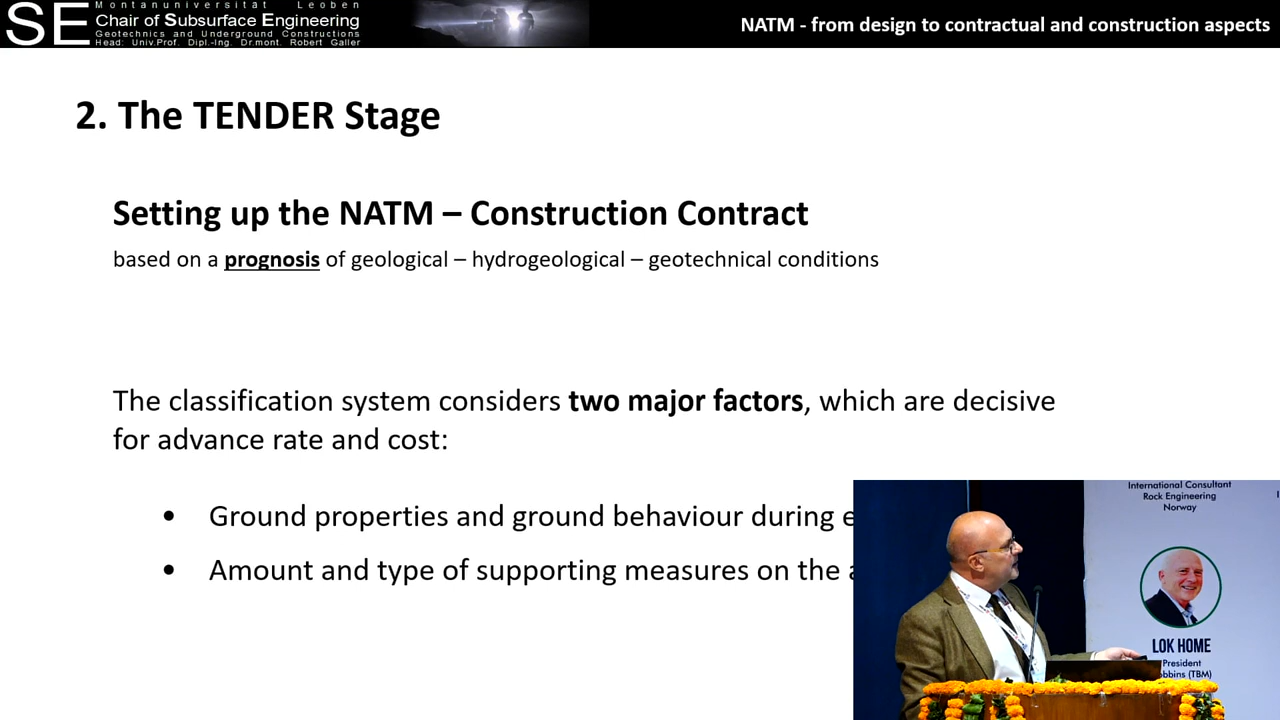 SE
Montanuniversität Leoben
Chair of Subsurface Engineering
Geotechnics and Underground Constructions
Head: Univ.Prof. Dipl.-Ing. Dr.mont. Robert Galler
NATM - from design to contractual and construction aspects
2. The TENDER Stage
Setting up the NATM – Construction Contract
based on a prognosis of geological – hydrogeological – geotechnical conditions
The classification system considers two major factors, which are decisive
for advance rate and cost:
• Ground properties and ground behaviour during
• Amount and type of supporting measures on the
International Consultant
Rock Engineering
Norway
LOK HOME
President
(TBM)